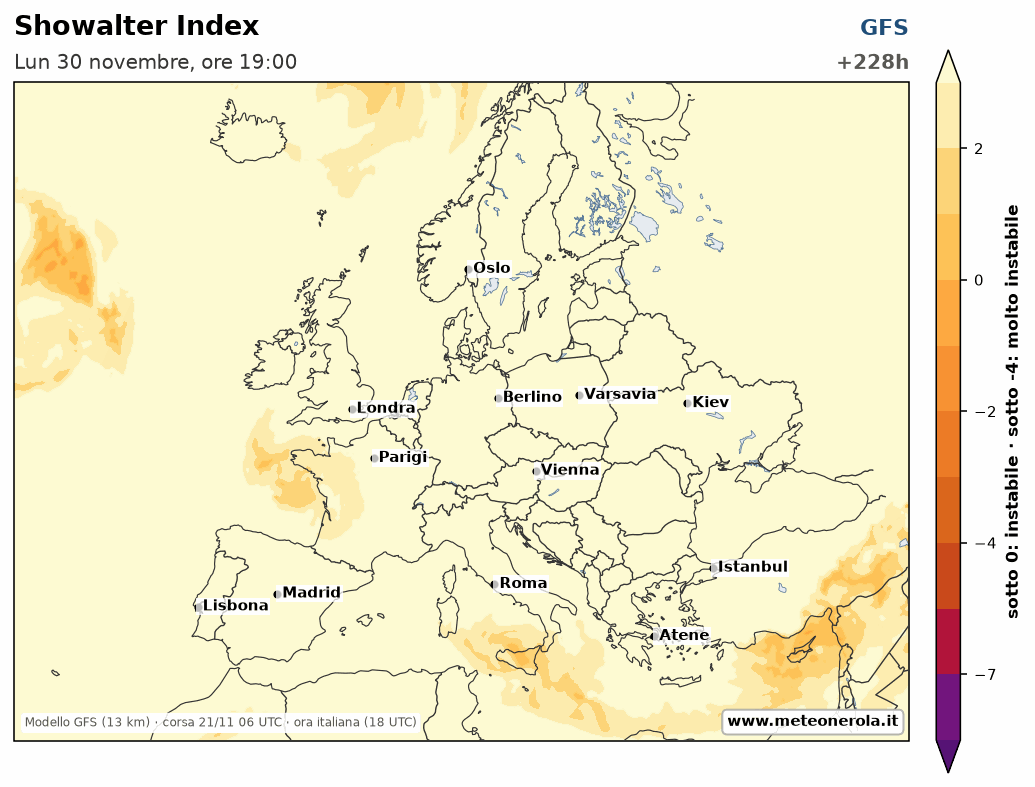 Showalter Index
GFS
Lun 30 novembre, ore 19:00
+228h
2
0
−2
−4
−7
sotto 0: instabile · sotto -4: molto instabile
Oslo
Berlino
Varsavia
Kiev
Londra
Parigi
Vienna
Istanbul
Roma
Madrid
Lisbona
Atene
Modello GFS (13 km) · corsa 21/11 06 UTC · ora italiana (18 UTC)
www.meteonerola.it